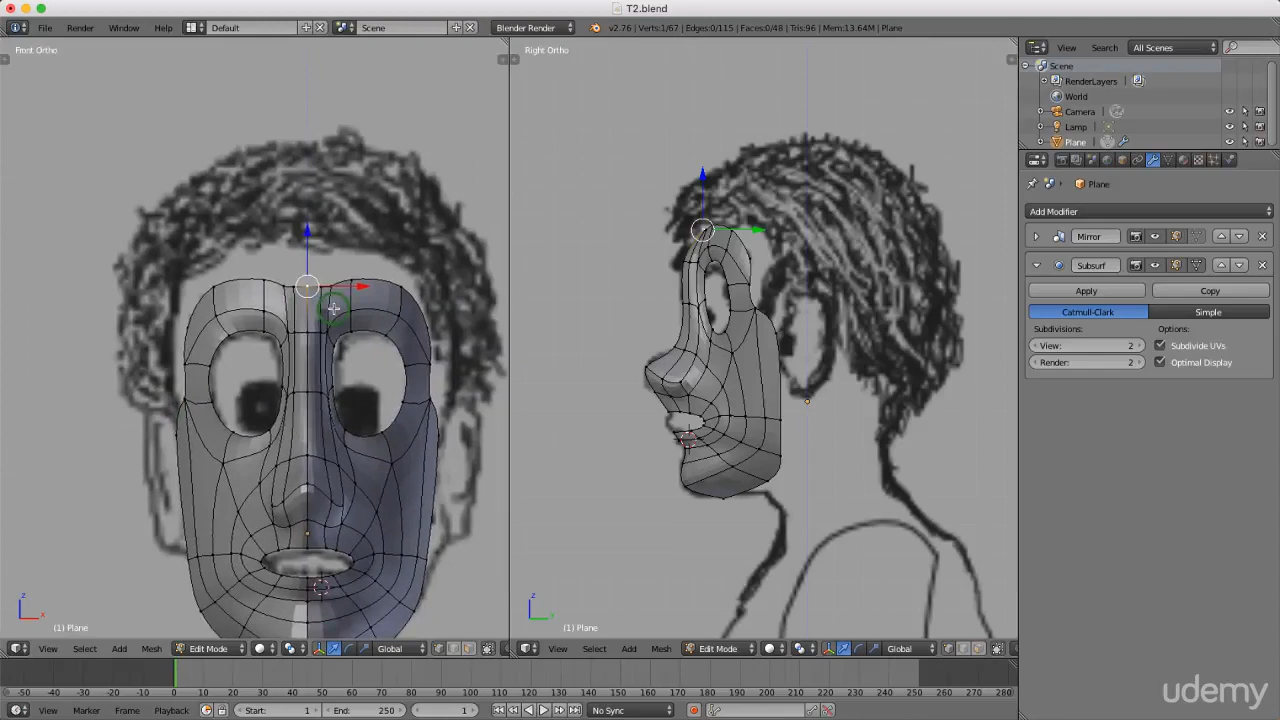 T2.blend
File Render Window Help Default Scene Blender Render v2.76 | Verts:1/67 | Edges:0/115 | Faces:0/48 | Tris:96 | Mem:13.64M | Plane
Front Ortho
Right Ortho
View Search All Scenes
Scene
RenderLayers
World
Camera
Lamp
Plane
Plane
Add Modifier
Mirror
Subsurf
Apply Copy
Catmull-Clark Simple
Subdivisions: Options:
View: 2 Subdivide UVs
Render: 2 Optimal Display
z
x
(1) Plane
z
y
(1) Plane
View Select Add Mesh Edit Mode Global
View Select Add Mesh Edit Mode Global
-50 -40 -30 -20 -10 0 10 20 30 40 50 60 70 80 90 100 110 120 130 140 150 160 170 180 190 200 210 220 230 240 250 260 270 280
View Marker Frame Playback Start: 1 End: 250 1 No Sync
udemy